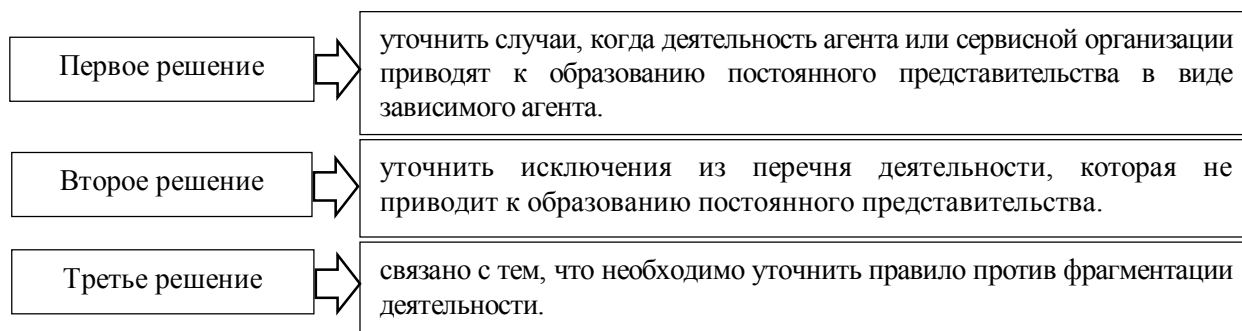 Первое решение
уточнить случаи, когда деятельность агента или сервисной организации
приводят к образованию постоянного представительства в виде
зависимого агента.
Второе решение
уточнить исключения из перечня деятельности, которая не
приводит к образованию постоянного представительства.
Третье решение
связано с тем, что необходимо уточнить правило против фрагментации
деятельности.